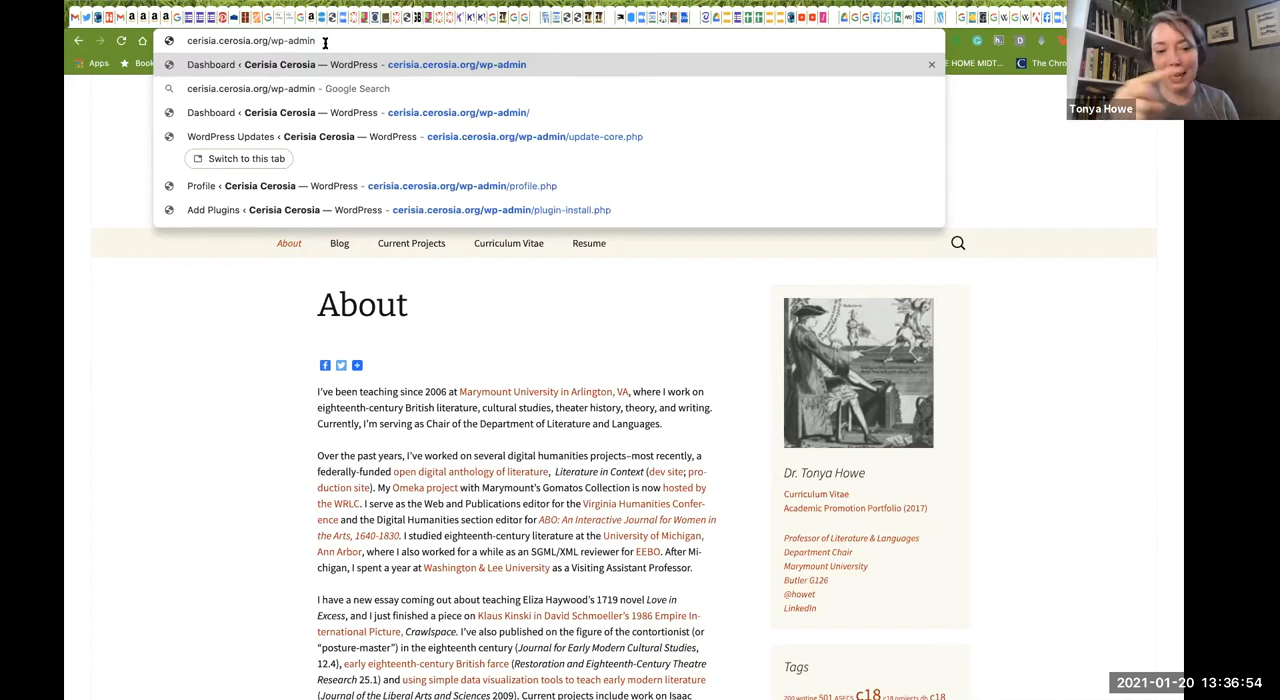 cerisia.cerosia.org/wp-admin
Dashboard ‹ Cerisia Cerosia — WordPress - cerisia.cerosia.org/wp-admin
cerisia.cerosia.org/wp-admin - Google Search
Dashboard ‹ Cerisia Cerosia — WordPress - cerisia.cerosia.org/wp-admin/
WordPress Updates ‹ Cerisia Cerosia — WordPress - cerisia.cerosia.org/wp-admin/update-core.php
Switch to this tab
Profile ‹ Cerisia Cerosia — WordPress - cerisia.cerosia.org/wp-admin/profile.php
Add Plugins ‹ Cerisia Cerosia — WordPress - cerisia.cerosia.org/wp-admin/plugin-install.php
Apps
HOME MIDT...
The Chro
Tonya Howe
About
Blog
Current Projects
Curriculum Vitae
Resume
About
I've been teaching since 2006 at Marymount University in Arlington, VA, where I work on
eighteenth-century British literature, cultural studies, theater history, theory, and writing.
Currently, I'm serving as Chair of the Department of Literature and Languages.
Over the past years, I've worked on several digital humanities projects–most recently, a
federally-funded open digital anthology of literature, Literature in Context (dev site; pro-
duction site). My Omeka project with Marymount's Gomatos Collection is now hosted by
the WRLC. I serve as the Web and Publications editor for the Virginia Humanities Confer-
ence and the Digital Humanities section editor for ABO: An Interactive Journal for Women in
the Arts, 1640-1830. I studied eighteenth-century literature at the University of Michigan,
Ann Arbor, where I also worked for a while as an SGML/XML reviewer for EEBO. After Mi-
chigan, I spent a year at Washington & Lee University as a Visiting Assistant Professor.
I have a new essay coming out about teaching Eliza Haywood's 1719 novel Love in
Excess, and I just finished a piece on Klaus Kinski in David Schmoeller's 1986 Empire In-
ternational Picture, Crawlspace. I've also published on the figure of the contortionist (or
"posture-master") in the eighteenth century (Journal for Early Modern Cultural Studies,
12.4), early eighteenth-century British farce (Restoration and Eighteenth-Century Theatre
Research 25.1) and using simple data visualization tools to teach early modern literature
(Journal of the Liberal Arts and Sciences 2009). Current projects include work on Isaac
Dr. Tonya Howe
Curriculum Vitae
Academic Promotion Portfolio (2017)
Professor of Literature & Languages
Department Chair
Marymount University
Butler G126
@howet
LinkedIn
Tags
200 writing 501 ASECS c18 c18 projects db c18
2021-01-20 13:36:54